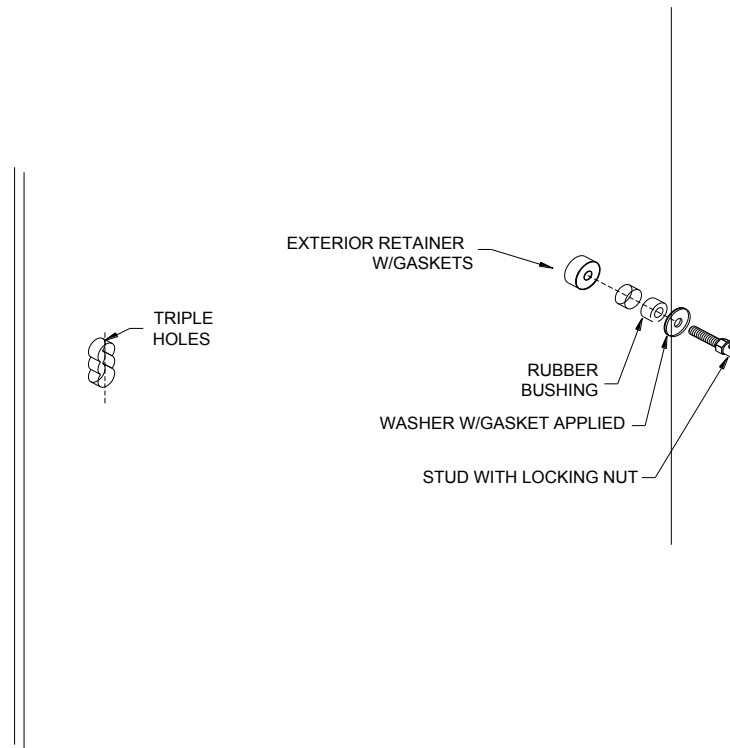 EXTERIOR RETAINER
W/GASKETS
TRIPLE
HOLES
RUBBER
BUSHING
WASHER W/GASKET APPLIED
STUD WITH LOCKING NUT